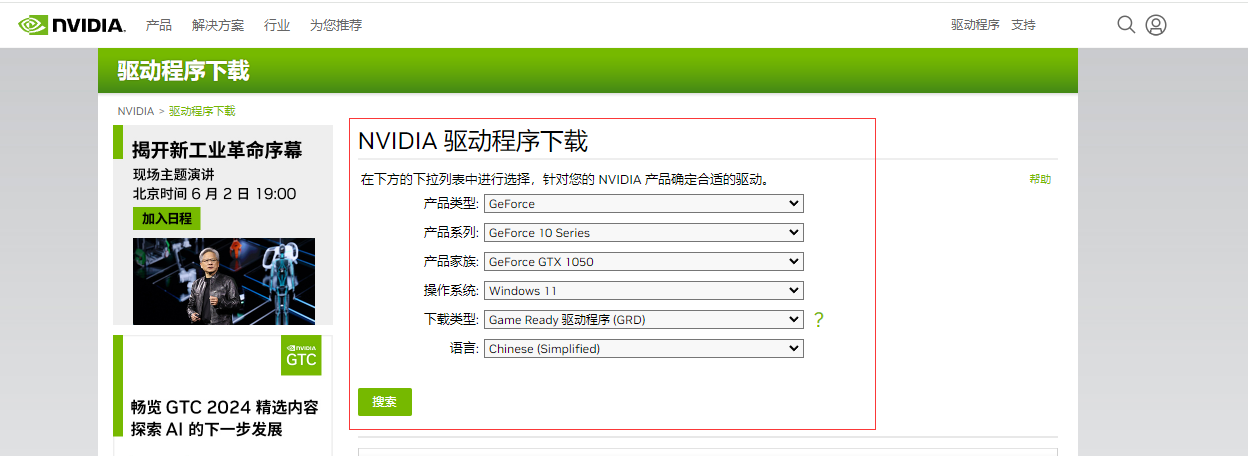 NVIDIA. 产品 解决方案 行业 为您推荐 驱动程序 支持
驱动程序下载
NVIDIA > 驱动程序下载
揭开新工业革命序幕
现场主题演讲
北京时间 6 月 2 日 19:00
加入日程
NVIDIA
GTC
畅览 GTC 2024 精选内容
探索 AI 的下一步发展
NVIDIA 驱动程序下载
在下方的下拉列表中进行选择，针对您的 NVIDIA 产品确定合适的驱动。 帮助
产品类型: GeForce
产品系列: GeForce 10 Series
产品家族: GeForce GTX 1050
操作系统: Windows 11
下载类型: Game Ready 驱动程序 (GRD) ?
语言: Chinese (Simplified)
搜索